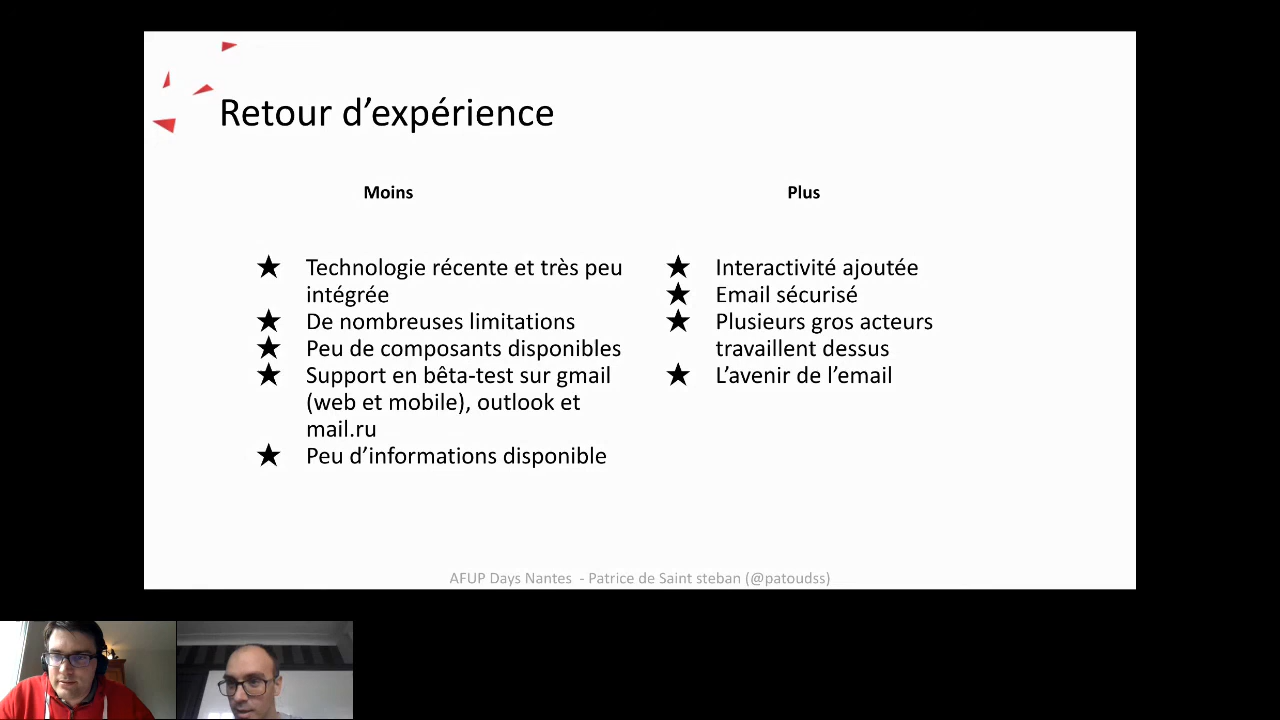 Retour d’expérience
Moins
Technologie récente et très peu
intégrée
De nombreuses limitations
Peu de composants disponibles
Support en bêta-test sur gmail
(web et mobile), outlook et
mail.ru
Peu d’informations disponible
Plus
Interactivité ajoutée
Email sécurisé
Plusieurs gros acteurs
travaillent dessus
L’avenir de l’email
AFUP Days Nantes - Patrice de Saint steban (@patoudss)